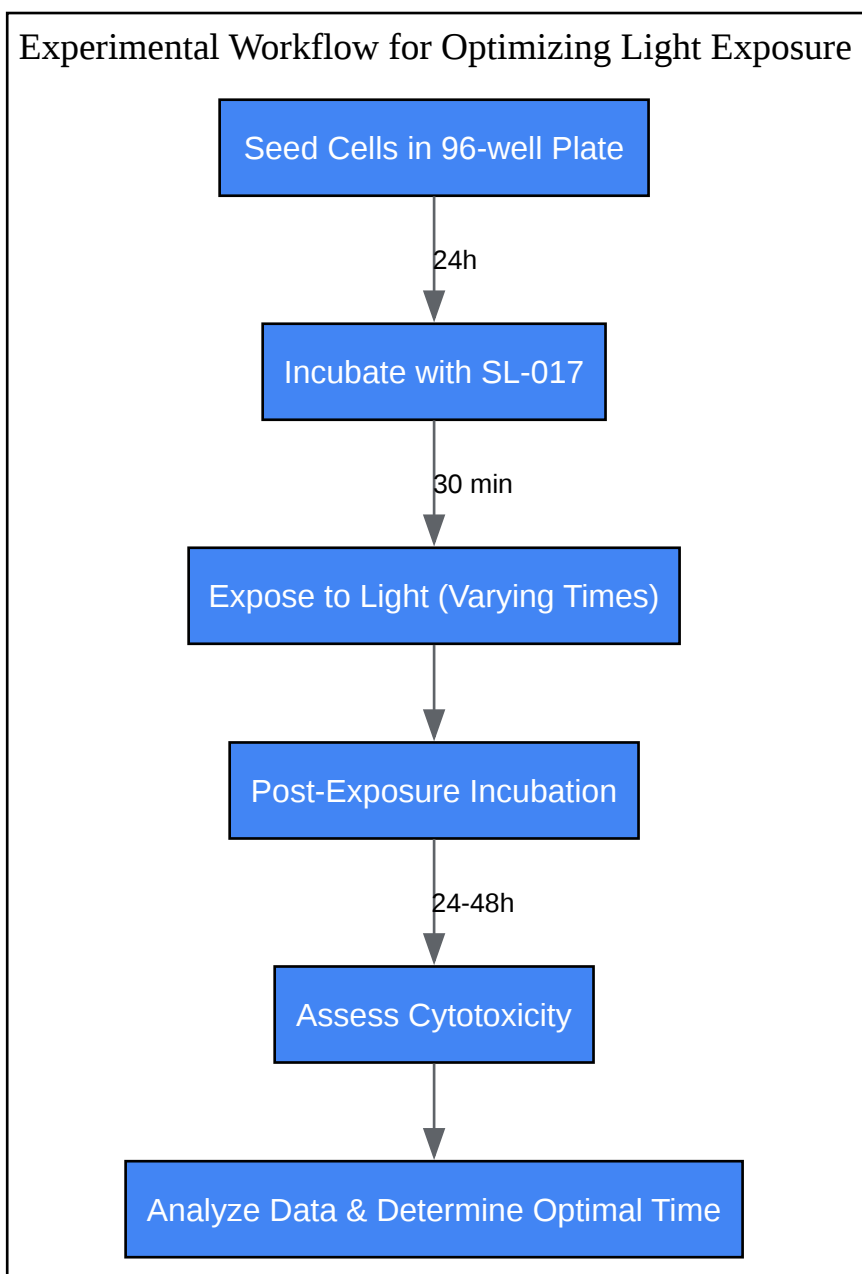 Experimental Workflow for Optimizing Light Exposure
Seed Cells in 96-well Plate
24h
Incubate with SL-017
30 min
Expose to Light (Varying Times)
Post-Exposure Incubation
24-48h
Assess Cytotoxicity
Analyze Data & Determine Optimal Time